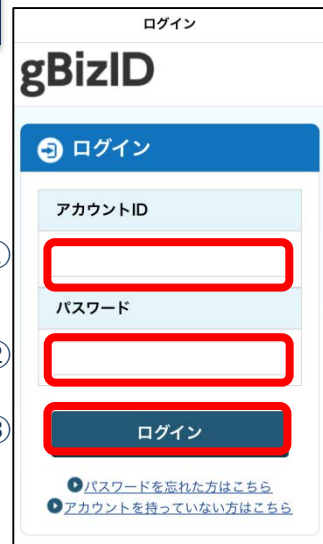 ログイン
gBizID
ログイン
アカウントID
パスワード
ログイン
パスワードを忘れた方はこちら
アカウントを持っていない方はこちら